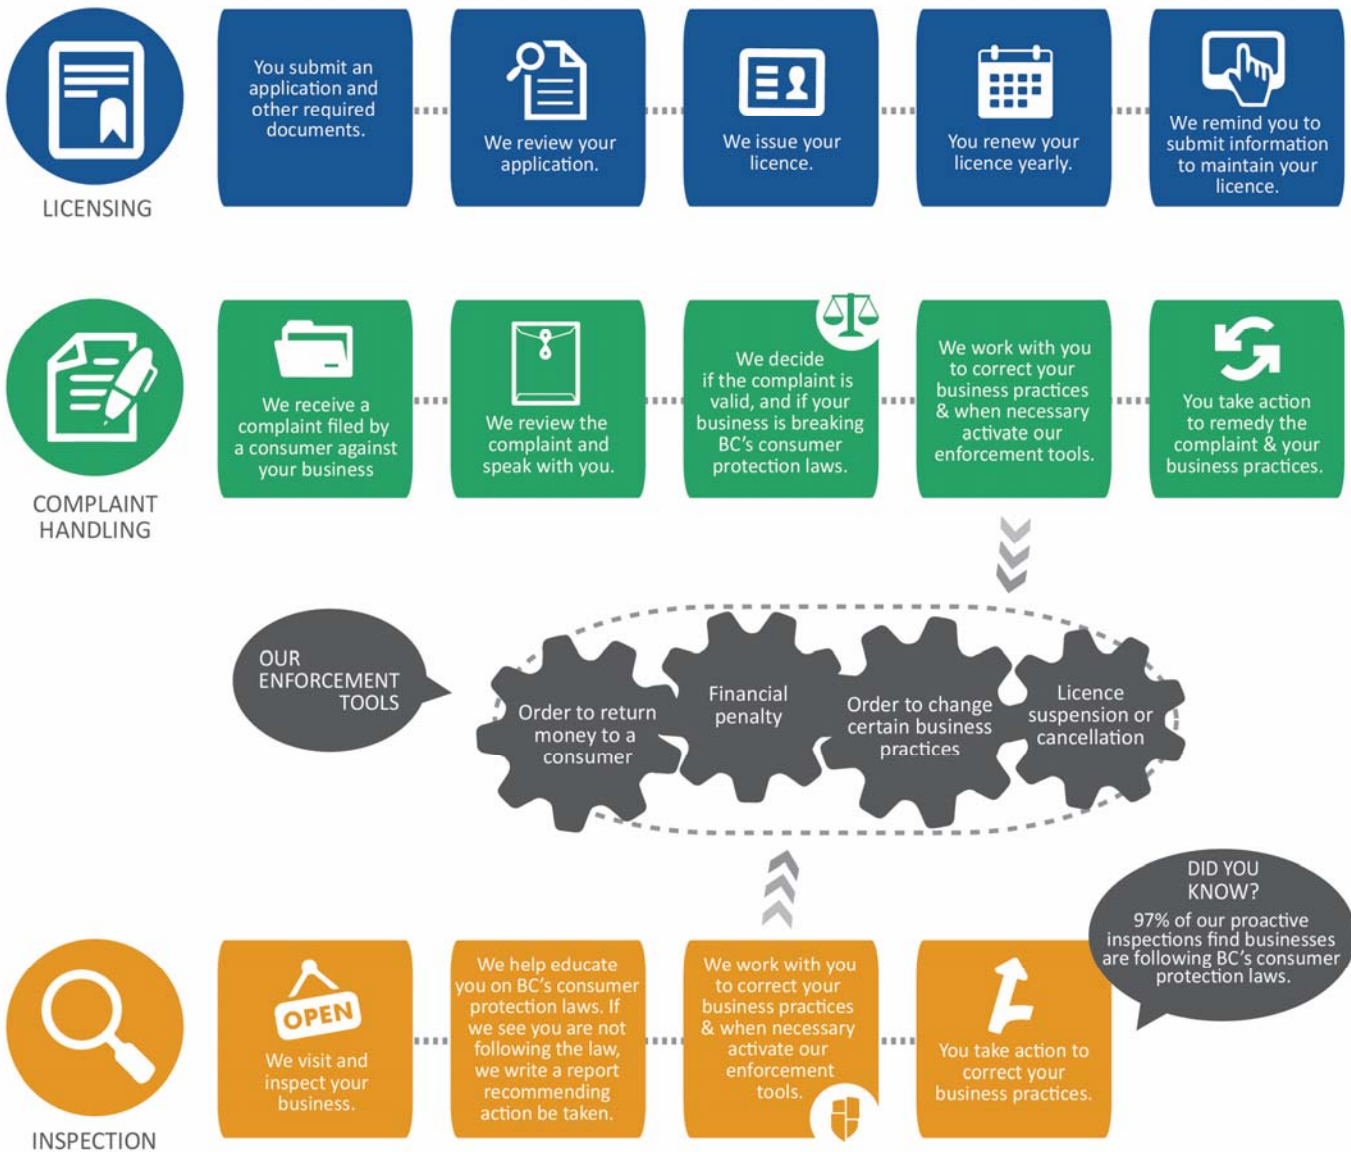 LICENSING
You submit an
application and
other required
documents.
We review your
application.
We issue your
licence.
You renew your
licence yearly.
We remind you to
submit information
to maintain your
licence.
COMPLAINT
HANDLING
We receive a
complaint filed by
a consumer against
your business
We review the
complaint and
speak with you.
We decide
if the complaint is
valid, and if your
business is breaking
BC's consumer
protection laws.
We work with you
to correct your
business practices
& when necessary
activate our
enforcement tools.
You take action
to remedy the
complaint & your
business practices.
OUR
ENFORCEMENT
TOOLS
Order to return
money to a
consumer
Financial
penalty
Order to change
certain business
practices
Licence
suspension or
cancellation
DID YOU
KNOW?
97% of our proactive
inspections find businesses
are following BC's consumer
protection laws.
INSPECTION
OPEN
We visit and
inspect your
business.
We help educate
you on BC's consumer
protection laws. If
we see you are not
following the law,
we write a report
recommending
action be taken.
We work with you
to correct your
business practices
& when necessary
activate our
enforcement
tools.
You take action to
correct your
business practices.